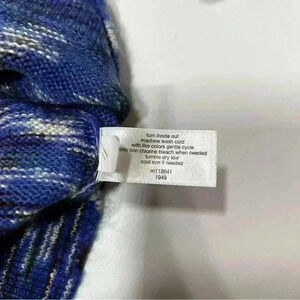 turn inside out
machine wash cold
with like colors gentle cycle
only non chlorine bleach when needed
tumble dry low
cool iron if needed
m118641
1949